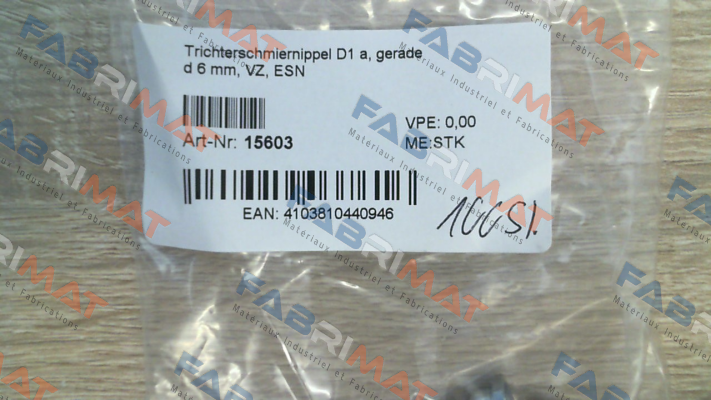 Trichterschmiernippel D1 a, gerade
d 6 mm, VZ, ESN
Art-Nr: 15603
VPE: 0,00
ME:STK
EAN: 4103810440946
100St.
FABRIMAT
Materiaux Industriel et Fabrications